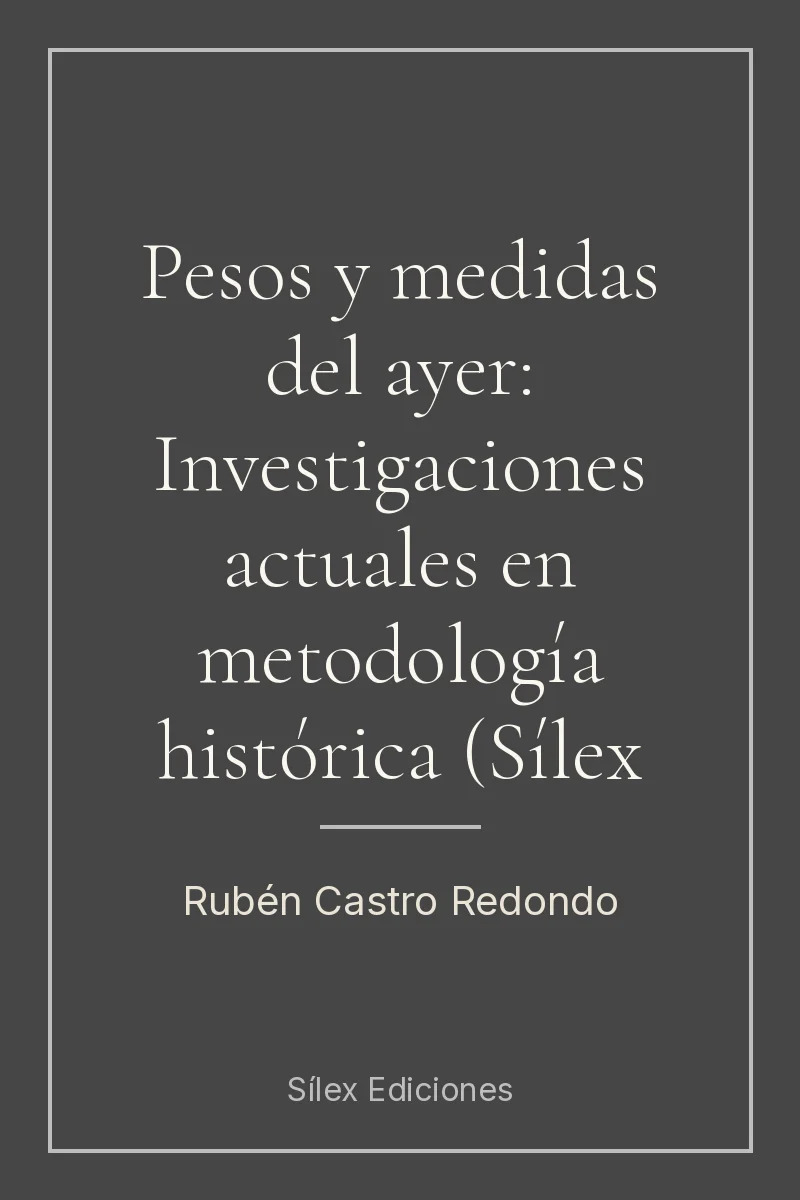 Pesos y medidas
del ayer:
Investigaciones
actuales en
metodología
histórica (Sílex
Rubén Castro Redondo
Sílex Ediciones